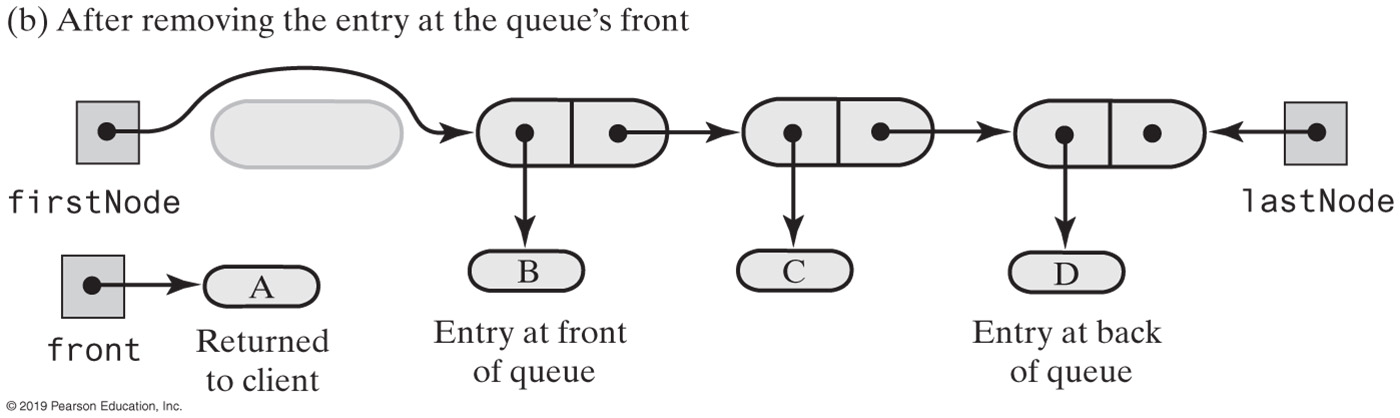 (b) After removing the entry at the queue’s front
firstNode
lastNode
A
B
C
D
front
Returned
to client
Entry at front
of queue
Entry at back
of queue
© 2019 Pearson Education, Inc.